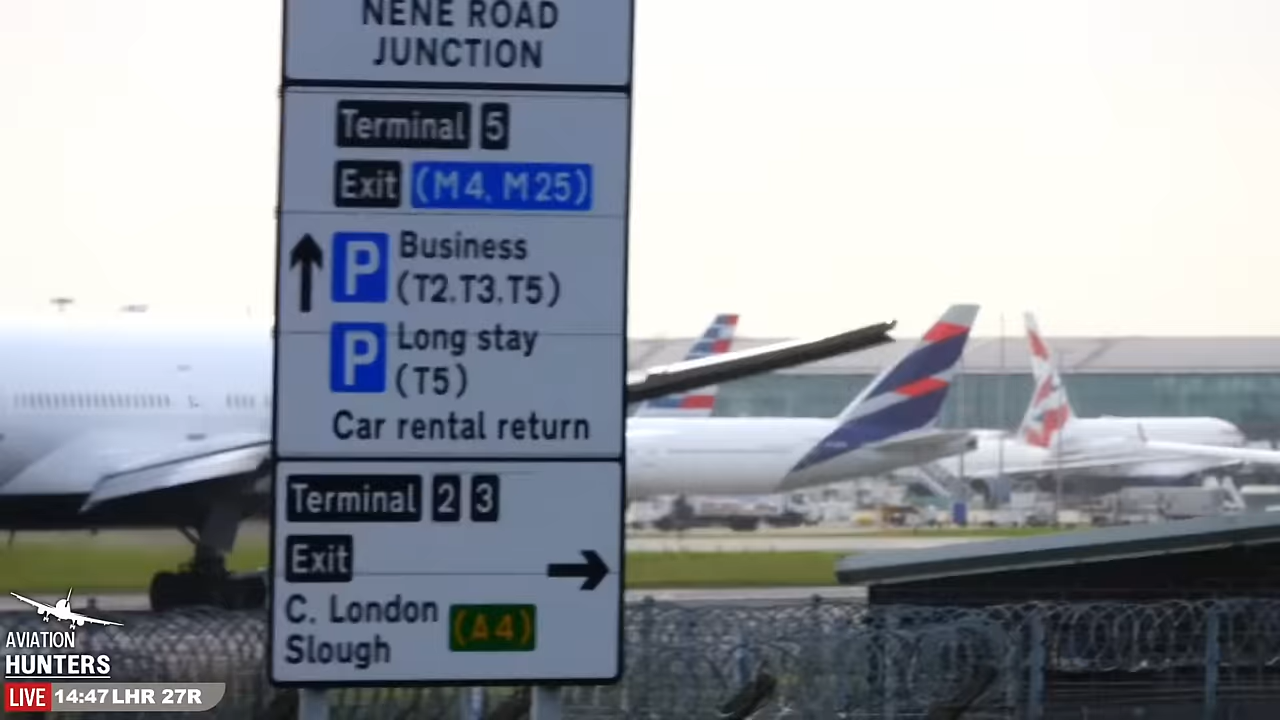 NENE ROAD
JUNCTION
Terminal 5
Exit (M4, M25)
P Business
(T2,T3,T5)
P Long stay
(T5)
Car rental return
Terminal 2 3
Exit
C. London (A4)
Slough
AVIATION
HUNTERS
LIVE 14:47 LHR 27R